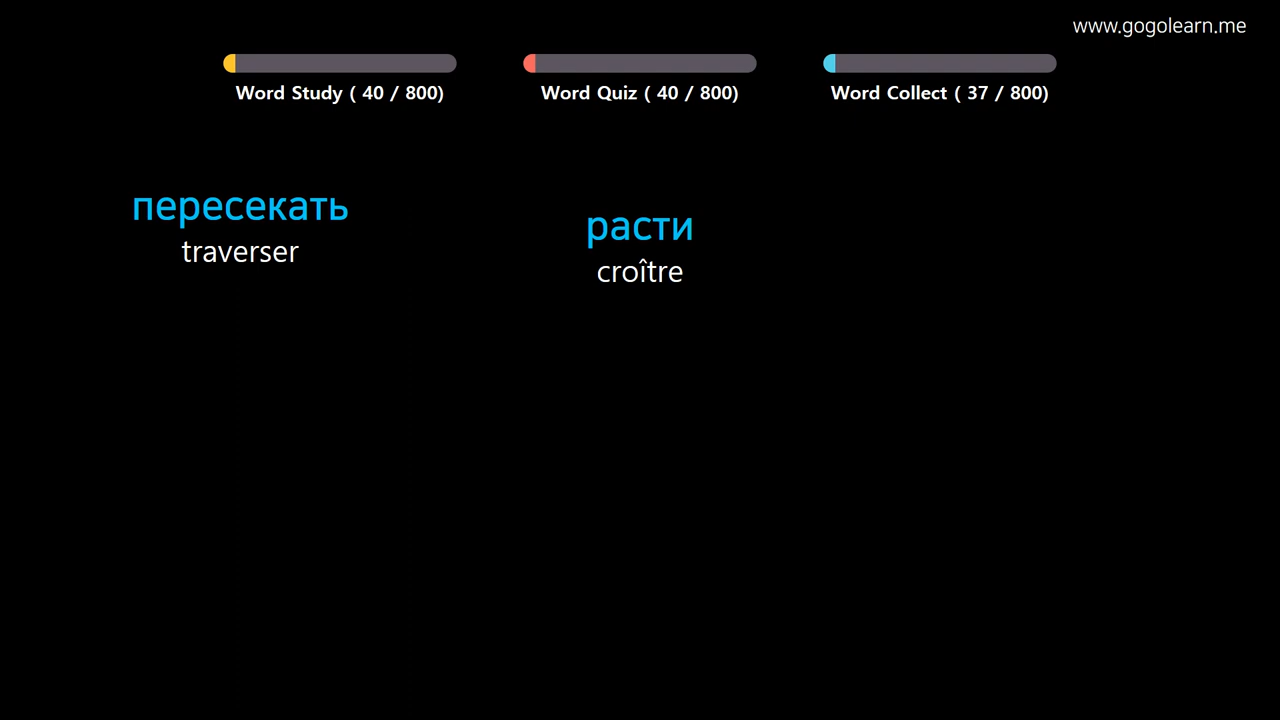 www.gogolearn.me
Word Study ( 40 / 800)
Word Quiz ( 40 / 800)
Word Collect ( 37 / 800)
пересекать
traverser
расти
croître